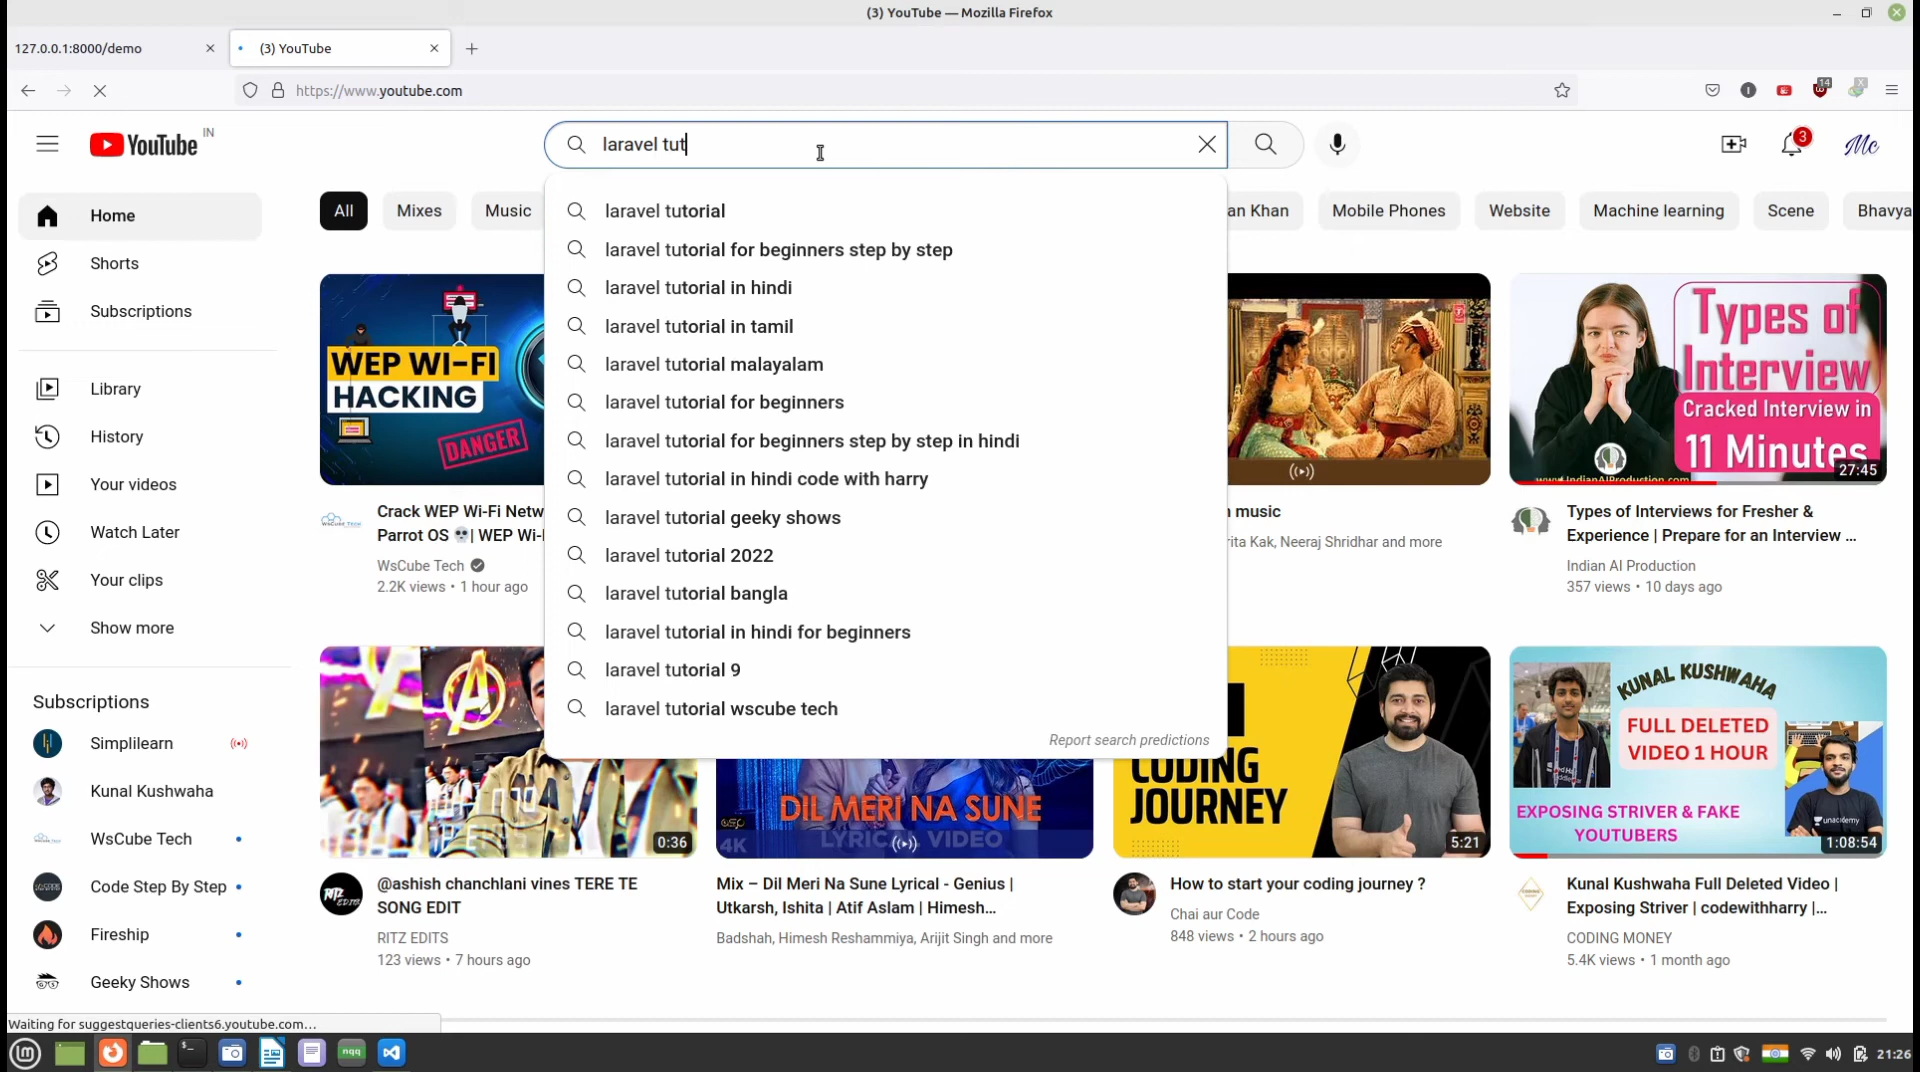 (3) YouTube — Mozilla Firefox
127.0.0.1:8000/demo
(3) YouTube
https://www.youtube.com
14
YouTube IN
laravel tut
3
Mc
Home
Shorts
Subscriptions
Library
History
Your videos
Watch Later
Your clips
Show more
Subscriptions
Simplilearn
Kunal Kushwaha
WsCube Tech
Code Step By Step
Fireship
Geeky Shows
All
Mixes
Music
an Khan
Mobile Phones
Website
Machine learning
Scene
Bhavya
laravel tutorial
laravel tutorial for beginners step by step
laravel tutorial in hindi
laravel tutorial in tamil
laravel tutorial malayalam
laravel tutorial for beginners
laravel tutorial for beginners step by step in hindi
laravel tutorial in hindi code with harry
laravel tutorial geeky shows
laravel tutorial 2022
laravel tutorial bangla
laravel tutorial in hindi for beginners
laravel tutorial 9
laravel tutorial wscube tech
Report search predictions
WEP WI-FI
HACKING
DANGER
Crack WEP Wi-Fi Netw
Parrot OS 💀| WEP Wi-
WsCube Tech
2.2K views • 1 hour ago
music
rita Kak, Neeraj Shridhar and more
Types of
Interview
Cracked Interview in
11 Minutes
www.IndianAIProduction.com
27:45
Types of Interviews for Fresher &
Experience | Prepare for an Interview ...
Indian AI Production
357 views • 10 days ago
0:36
@ashish chanchlani vines TERE TE
SONG EDIT
RITZ EDITS
123 views • 7 hours ago
DIL MERI NA SUNE
4K LYRICAL VIDEO
Mix – Dil Meri Na Sune Lyrical - Genius |
Utkarsh, Ishita | Atif Aslam | Himesh...
Badshah, Himesh Reshammiya, Arijit Singh and more
CODING
JOURNEY
5:21
How to start your coding journey ?
Chai aur Code
848 views • 2 hours ago
KUNAL KUSHWAHA
FULL DELETED
VIDEO 1 HOUR
EXPOSING STRIVER & FAKE
YOUTUBERS
unacademy
1:08:54
Kunal Kushwaha Full Deleted Video |
Exposing Striver | codewithharry |...
CODING MONEY
5.4K views • 1 month ago
Waiting for suggestqueries-clients6.youtube.com...
nqq
21:26